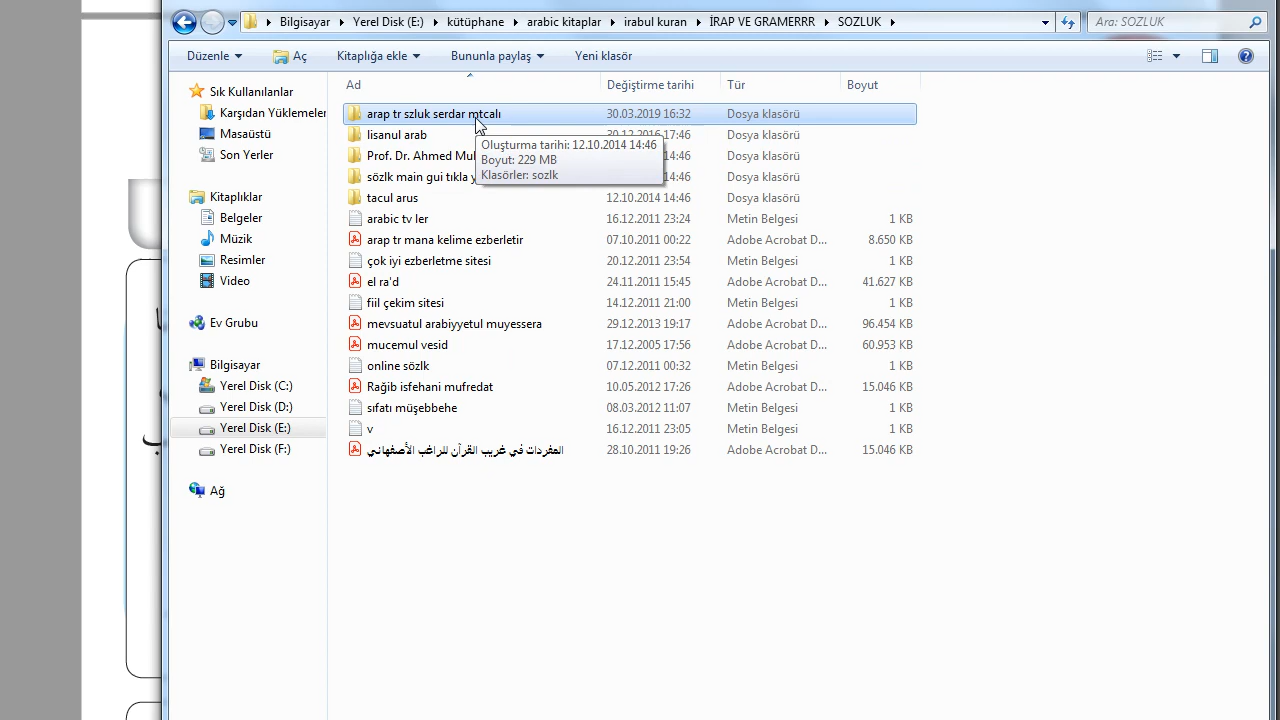 Bilgisayar Yerel Disk (E:) kütüphane arabic kitaplar irabul kuran İRAP VE GRAMERRR SOZLUK Ara: SOZLUK
Düzenle Aç Kitaplığa ekle Bununla paylaş Yeni klasör
Ad Değiştirme tarihi Tür Boyut
Sık Kullanılanlar
Karşıdan Yüklemeler
Masaüstü
Son Yerler
Kitaplıklar
Belgeler
Müzik
Resimler
Video
Ev Grubu
Bilgisayar
Yerel Disk (C:)
Yerel Disk (D:)
Yerel Disk (E:)
Yerel Disk (F:)
Ağ
arap tr szluk serdar mtcalı 30.03.2019 16:32 Dosya klasörü
lisanul arab 30.12.2016 17:46 Dosya klasörü
Prof. Dr. Ahmed 14:46 Dosya klasörü
sözlk main gui tıkla 14:46 Dosya klasörü
tacul arus 12.10.2014 14:46 Dosya klasörü
arabic tv ler 16.12.2011 23:24 Metin Belgesi 1 KB
arap tr mana kelime ezberletir 07.10.2011 00:22 Adobe Acrobat D... 8.650 KB
çok iyi ezberletme sitesi 20.12.2011 23:54 Metin Belgesi 1 KB
el ra'd 24.11.2011 15:45 Adobe Acrobat D... 41.627 KB
fiil çekim sitesi 14.12.2011 21:00 Metin Belgesi 1 KB
mevsuatul arabiyyetul muyessera 29.12.2013 19:17 Adobe Acrobat D... 96.454 KB
mucemul vesid 17.12.2005 17:56 Adobe Acrobat D... 60.953 KB
online sözlk 07.12.2011 00:32 Metin Belgesi 1 KB
Rağib isfehani mufredat 10.05.2012 17:26 Adobe Acrobat D... 15.046 KB
sıfatı müşebbehe 08.03.2012 11:07 Metin Belgesi 1 KB
v 16.12.2011 23:05 Metin Belgesi 1 KB
المفردات في غريب القرآن للراغب الأصفهاني 28.10.2011 19:26 Adobe Acrobat D... 15.046 KB
Oluşturma tarihi: 12.10.2014 14:46
Boyut: 229 MB
Klasörler: sozlk